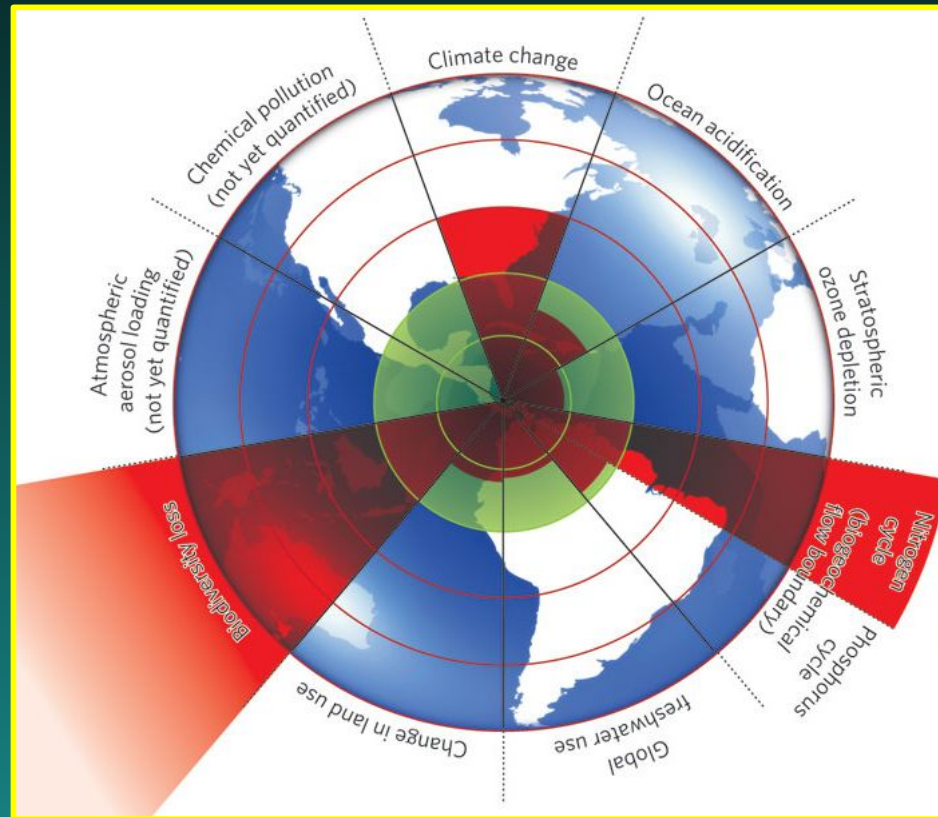 Climate change
Ocean acidification
Stratospheric
ozone depletion
Nitrogen
cycle
(biogeochemical
flow boundary)
Phosphorus
cycle
Global
freshwater use
Change in land use
Biodiversity loss
Atmospheric
aerosol loading
(not yet quantified)
Chemical pollution
(not yet quantified)